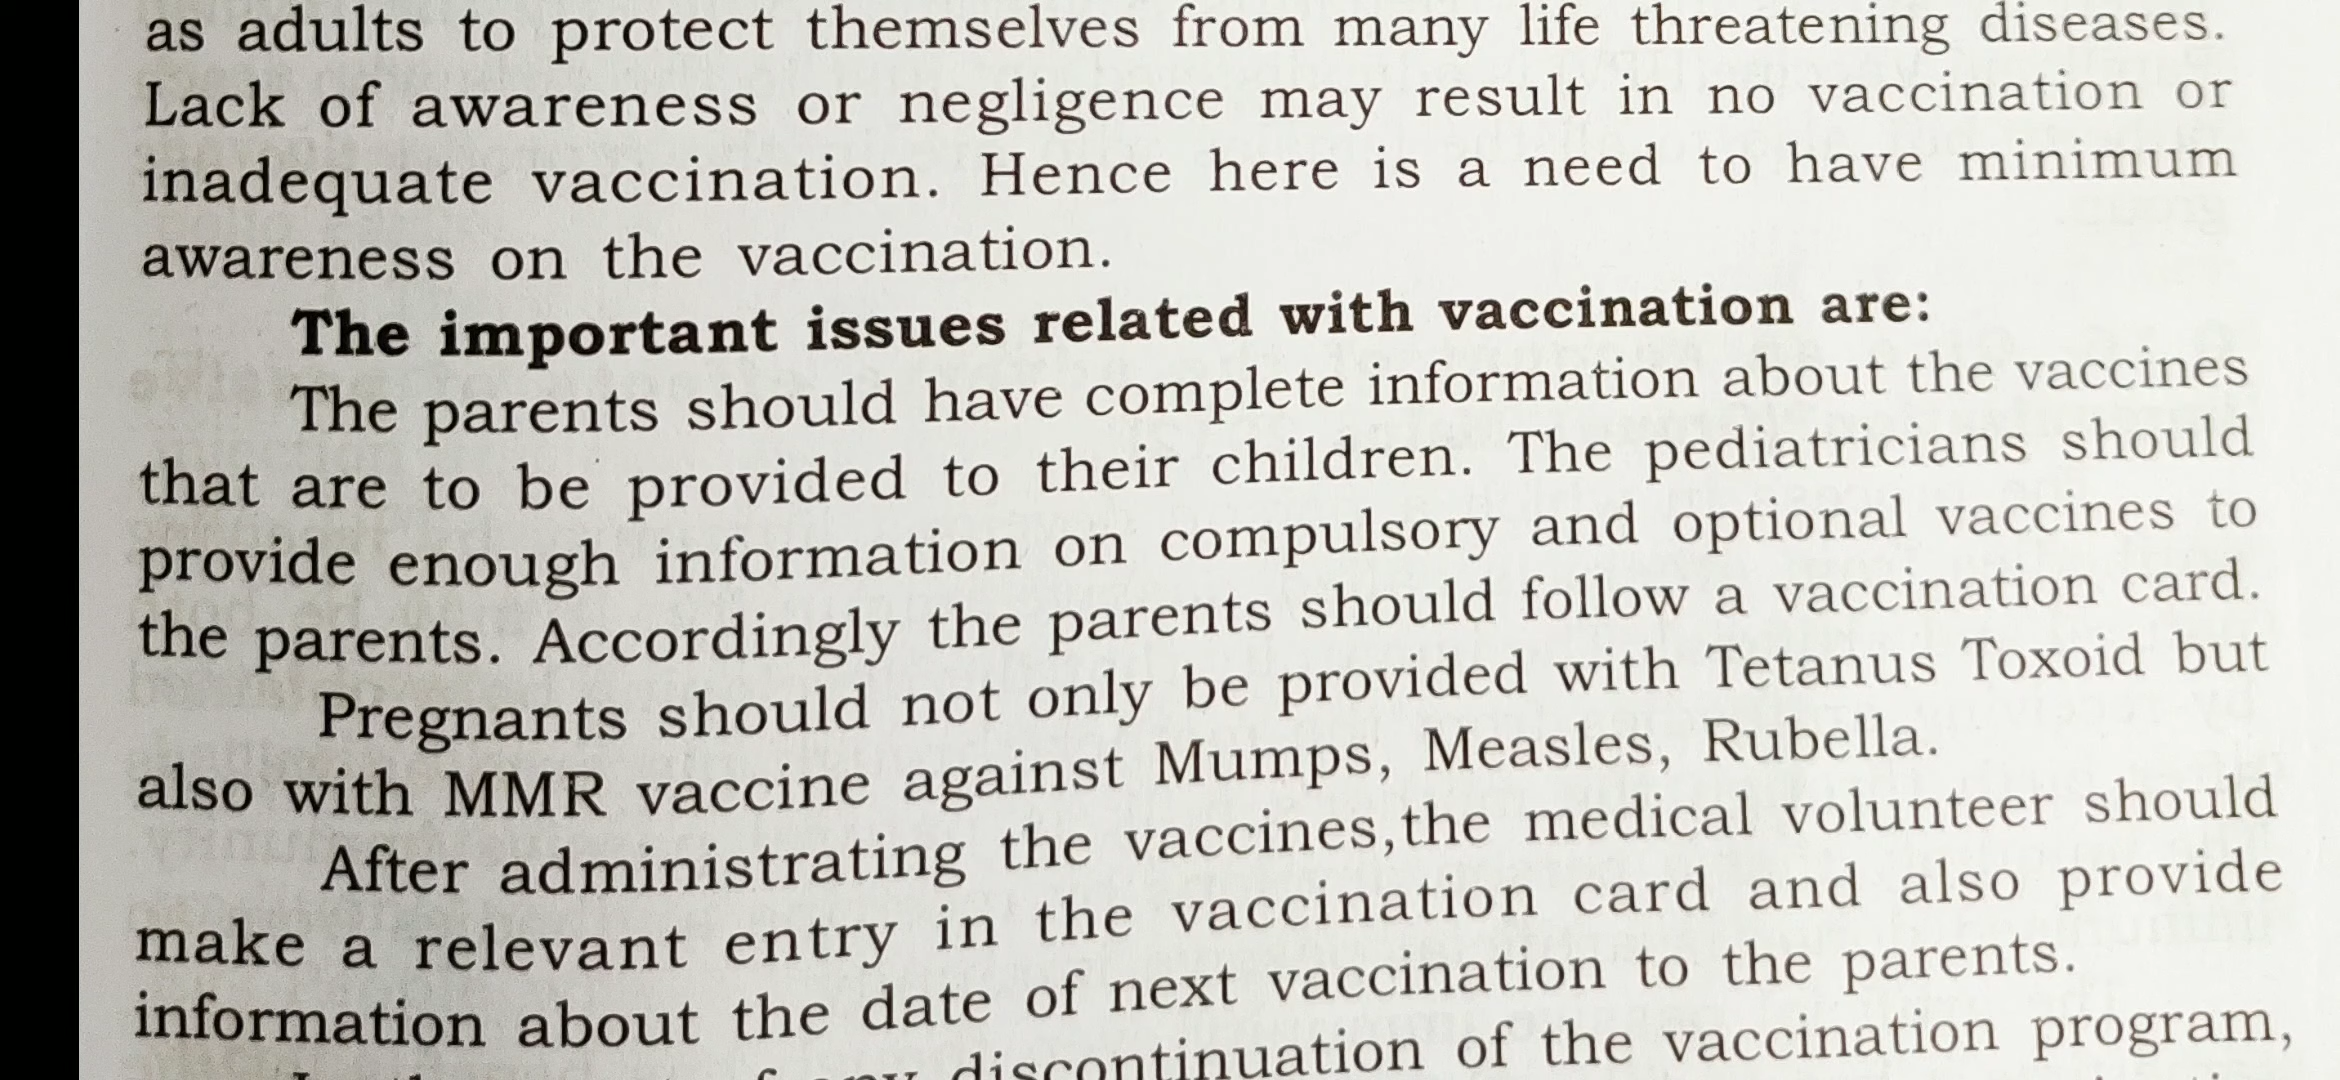 as adults to protect themselves from many life threatening diseases.
Lack of awareness or negligence may result in no vaccination or
inadequate vaccination. Hence here is a need to have minimum
awareness on the vaccination.
The important issues related with vaccination are:
The parents should have complete information about the vaccines
that are to be provided to their children. The pediatricians should
provide enough information on compulsory and optional vaccines to
the parents. Accordingly the parents should follow a vaccination card.
Pregnants should not only be provided with Tetanus Toxoid but
also with MMR vaccine against Mumps, Measles, Rubella.
After administrating the vaccines,the medical volunteer should
make a relevant entry in the vaccination card and also provide
information about the date of next vaccination to the parents.
discontinuation of the vaccination program,